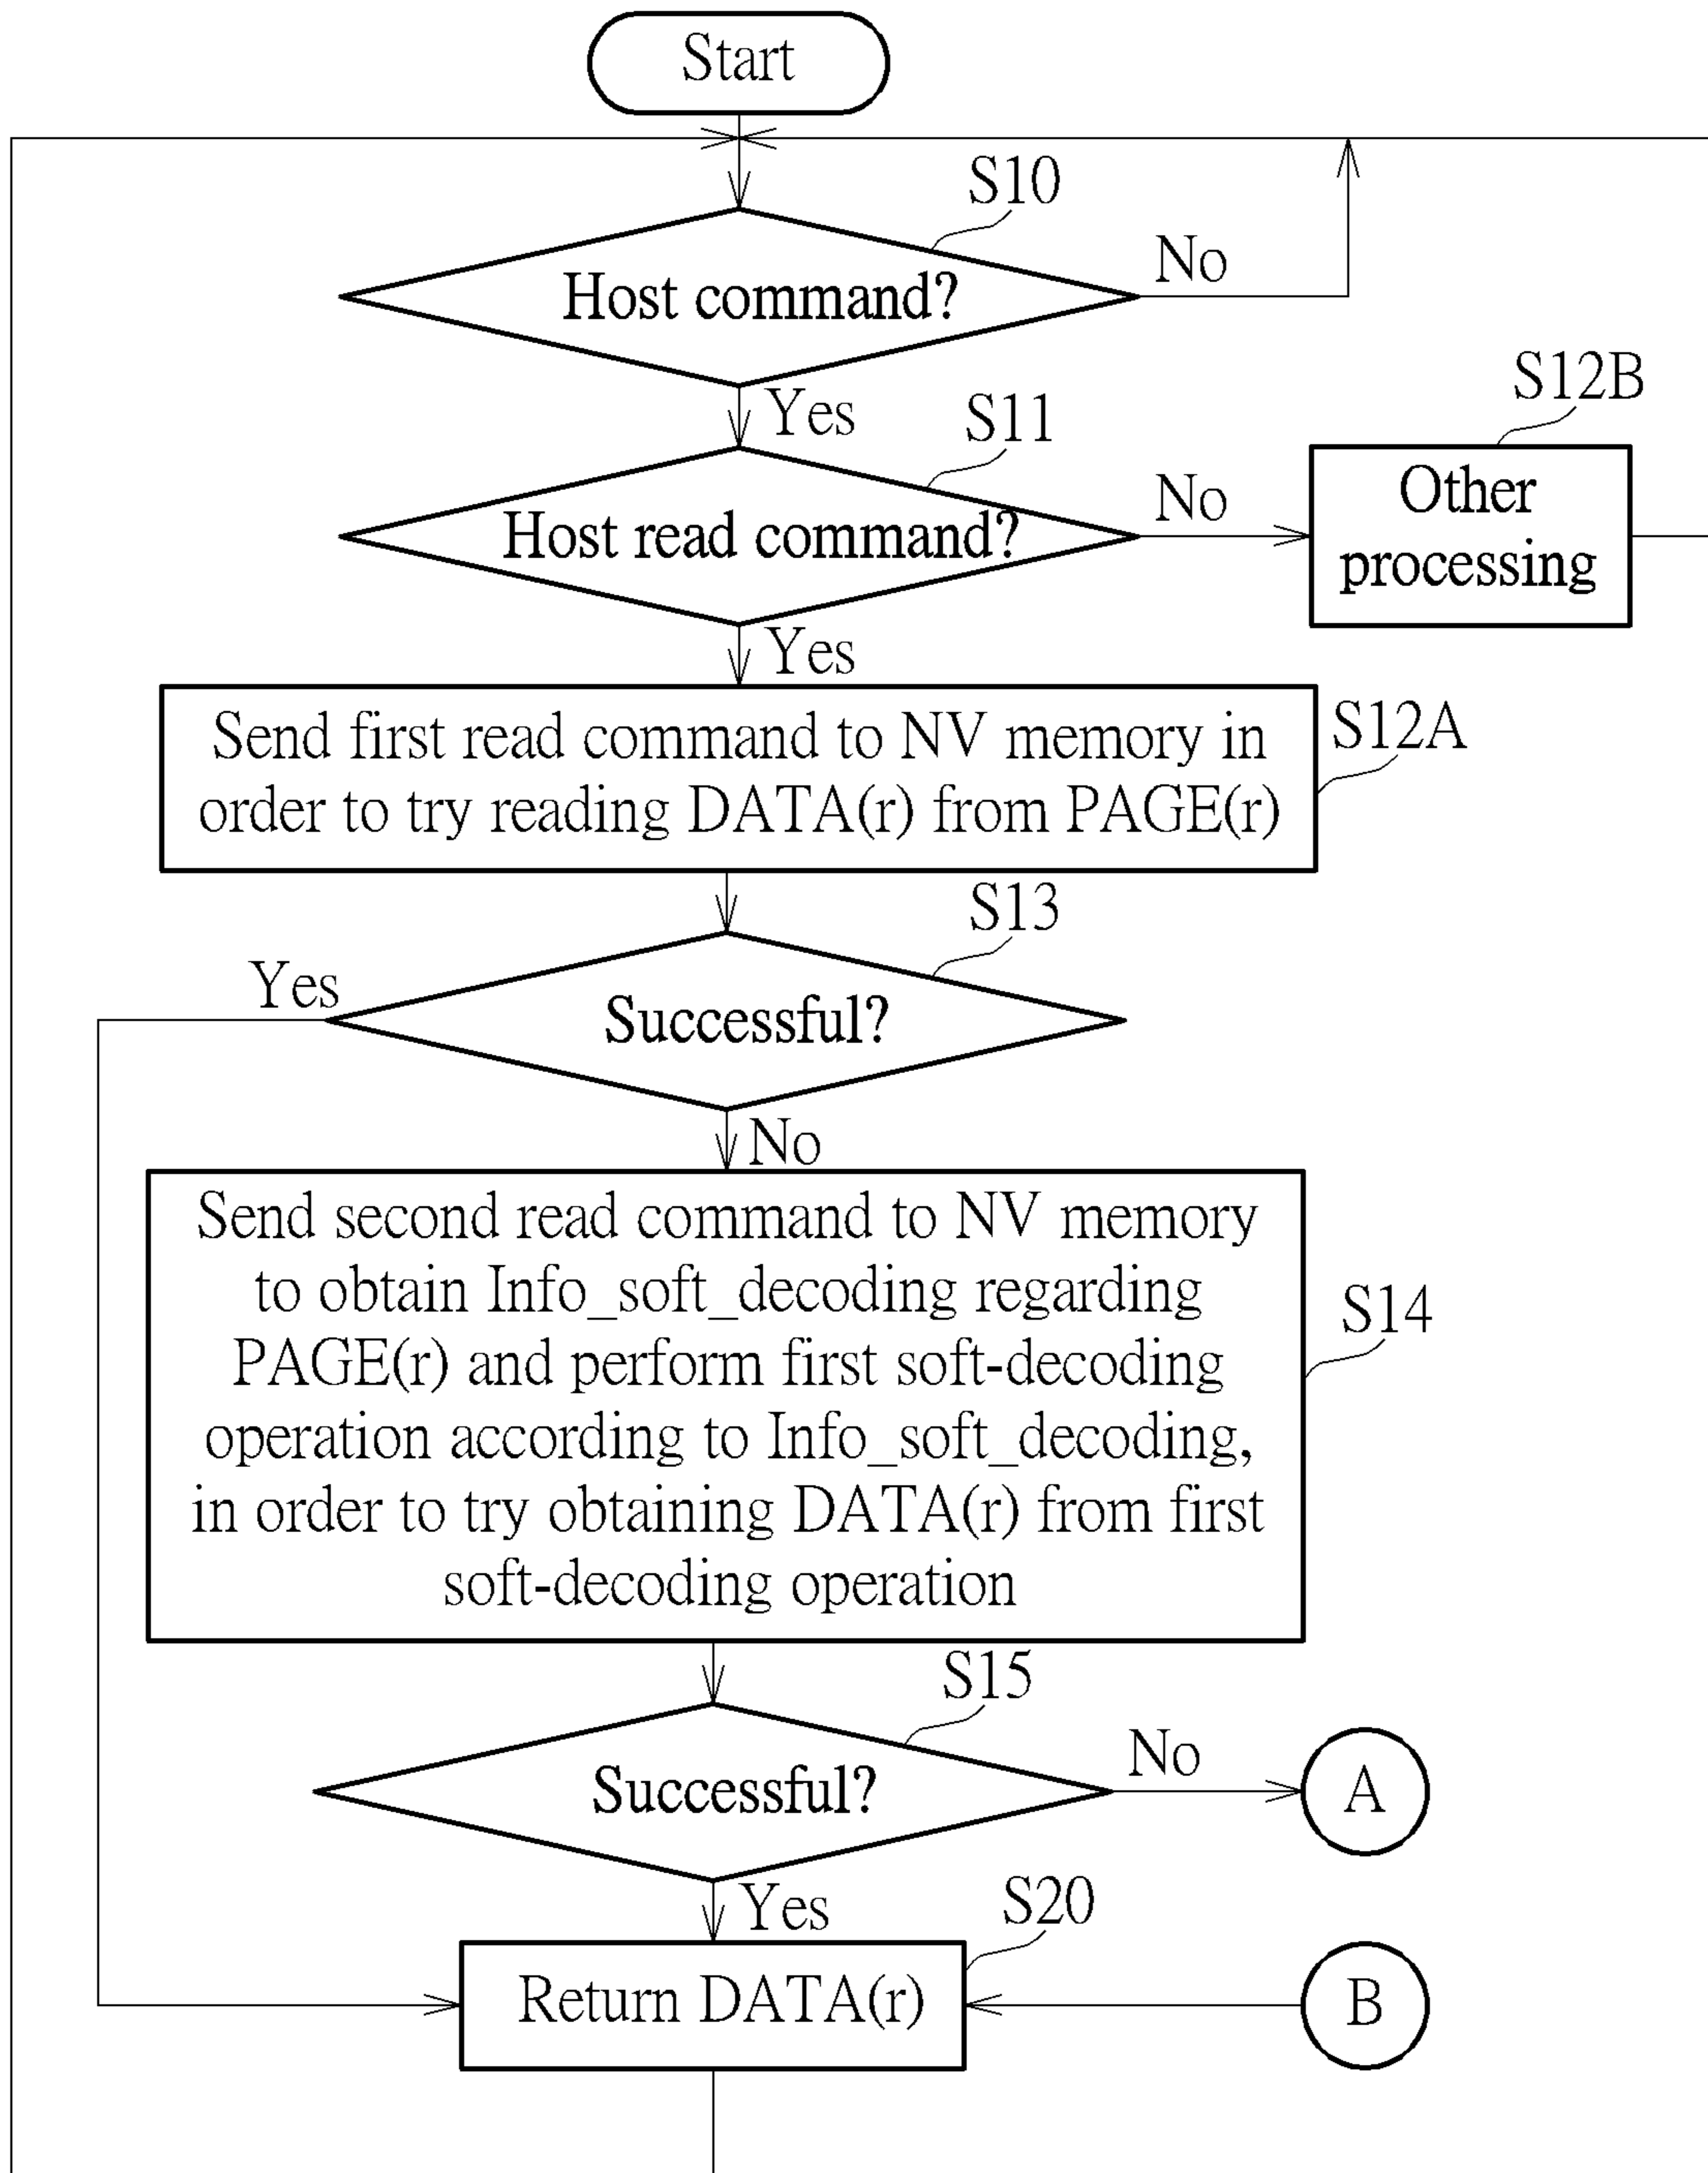 Start
S10
Host command?
No
Yes
S11
Host read command?
No
S12B
Other
processing
Yes
Send first read command to NV memory in
order to try reading DATA(r) from PAGE(r)
S12A
S13
Yes
Successful?
No
Send second read command to NV memory
to obtain Info_soft_decoding regarding
PAGE(r) and perform first soft-decoding
operation according to Info_soft_decoding,
in order to try obtaining DATA(r) from first
soft-decoding operation
S14
S15
Successful?
No
A
Yes
S20
Return DATA(r)
B